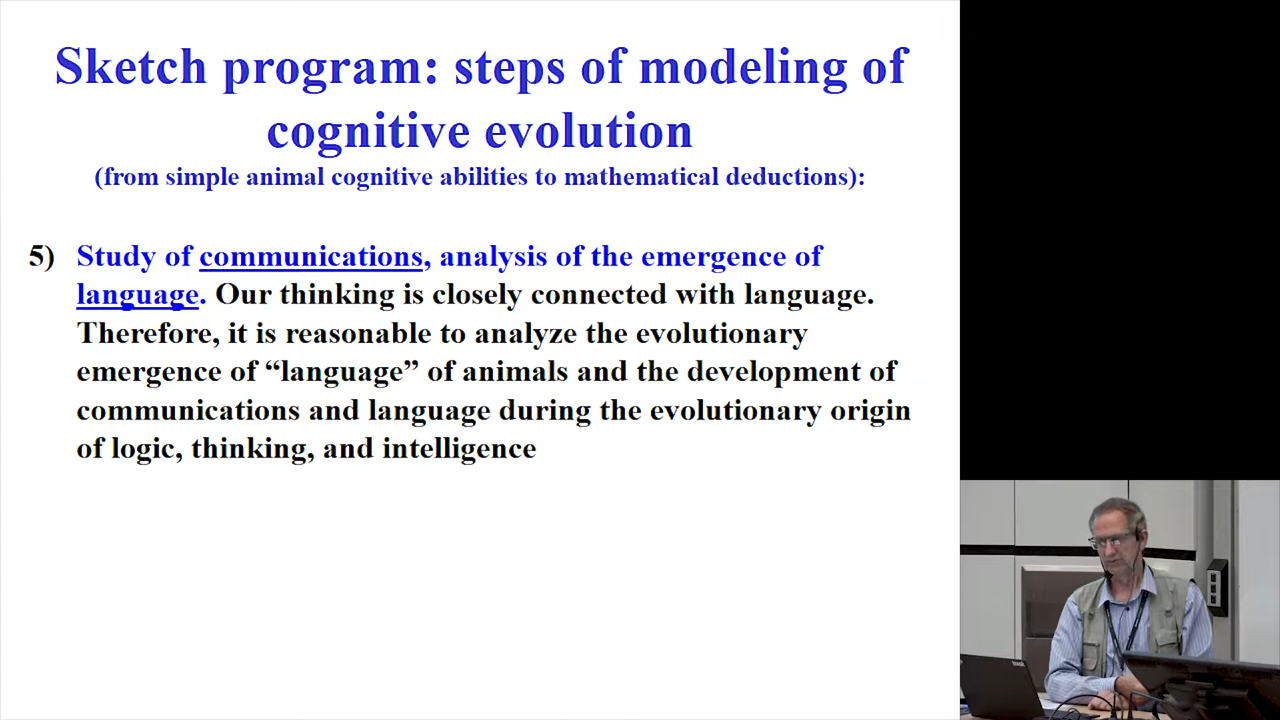 Sketch program: steps of modeling of
cognitive evolution
(from simple animal cognitive abilities to mathematical deductions):
5) Study of communications, analysis of the emergence of
language. Our thinking is closely connected with language.
Therefore, it is reasonable to analyze the evolutionary
emergence of “language” of animals and the development of
communications and language during the evolutionary origin
of logic, thinking, and intelligence